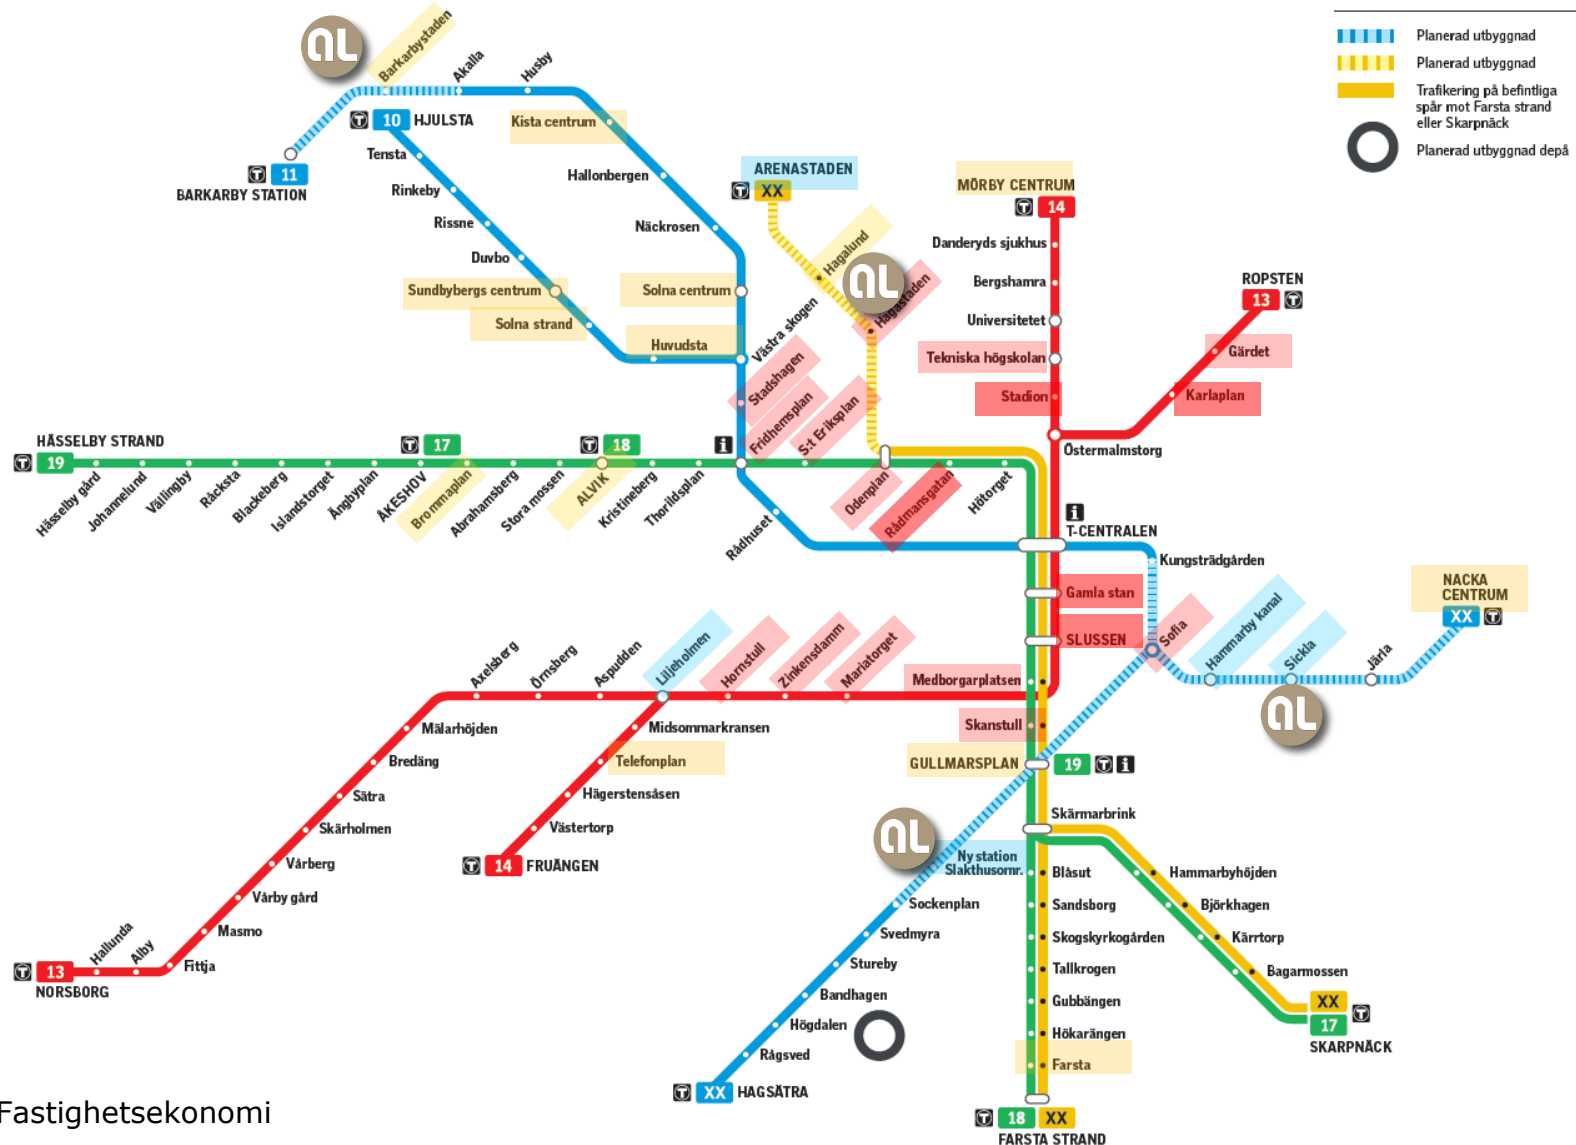 Planerad utbyggnad
Planerad utbyggnad
Trafikering på befintliga
spår mot Farsta strand
eller Skarpnäck
Planerad utbyggnad depå
aL
Barkarbystaden
Akalla
Husby
T 10 HJULSTA
Kista centrum
T 11
BARKARBY STATION
Tensta
Rinkeby
Rissne
Duvbo
Sundbybergs centrum
Solna strand
Huvudsta
Hallonbergen
Näckrosen
Solna centrum
Västra skogen
ARENASTADEN
T XX
Hagalund
aL
Hagastaden
MÖRBY CENTRUM
T 14
Danderyds sjukhus
Bergshamra
Universitetet
Tekniska högskolan
Stadion
ROPSTEN
13 T
Gärdet
Karlaplan
Östermalmstorg
Stadshagen
Fridhemsplan
S:t Eriksplan
HÄSSELBY STRAND
T 19
T 17
T 18
i
Hässelby gård
Johannelund
Vällingby
Råcksta
Blackeberg
Islandstorget
Ängbyplan
ÅKESHOV
Brommaplan
Abrahamsberg
Stora mossen
ALVIK
Kristineberg
Thorildsplan
Rådhuset
Odenplan
Rådmansgatan
Hötorget
i
T-CENTRALEN
Kungsträdgården
Gamla stan
SLUSSEN
Sofia
Hammarby kanal
Sickla
Järla
NACKA
CENTRUM
XX T
aL
Axelsberg
Örnsberg
Aspudden
Liljeholmen
Hornstull
Zinkensdamm
Mariatorget
Medborgarplatsen
Skanstull
GULLMARSPLAN
19 T i
Mälarhöjden
Bredäng
Sätra
Skärholmen
Vårberg
Vårby gård
Masmo
Fittja
Alby
Hallunda
T 13
NORSBORG
Midsommarkransen
Telefonplan
Hägerstensåsen
Västertorp
T 14 FRUÄNGEN
Skärmarbrink
aL
Ny station
Slakthusomr.
Sockenplan
Svedmyra
Stureby
Bandhagen
Högdalen
Rågsved
T XX HAGSÄTRA
Blåsut
Sandsborg
Skogskyrkogården
Tallkrogen
Gubbängen
Hökarängen
Farsta
T 18 XX
FARSTA STRAND
Hammarbyhöjden
Björkhagen
Kärrtorp
Bagarmossen
XX
17 T
SKARPNÄCK
Fastighetsekonomi